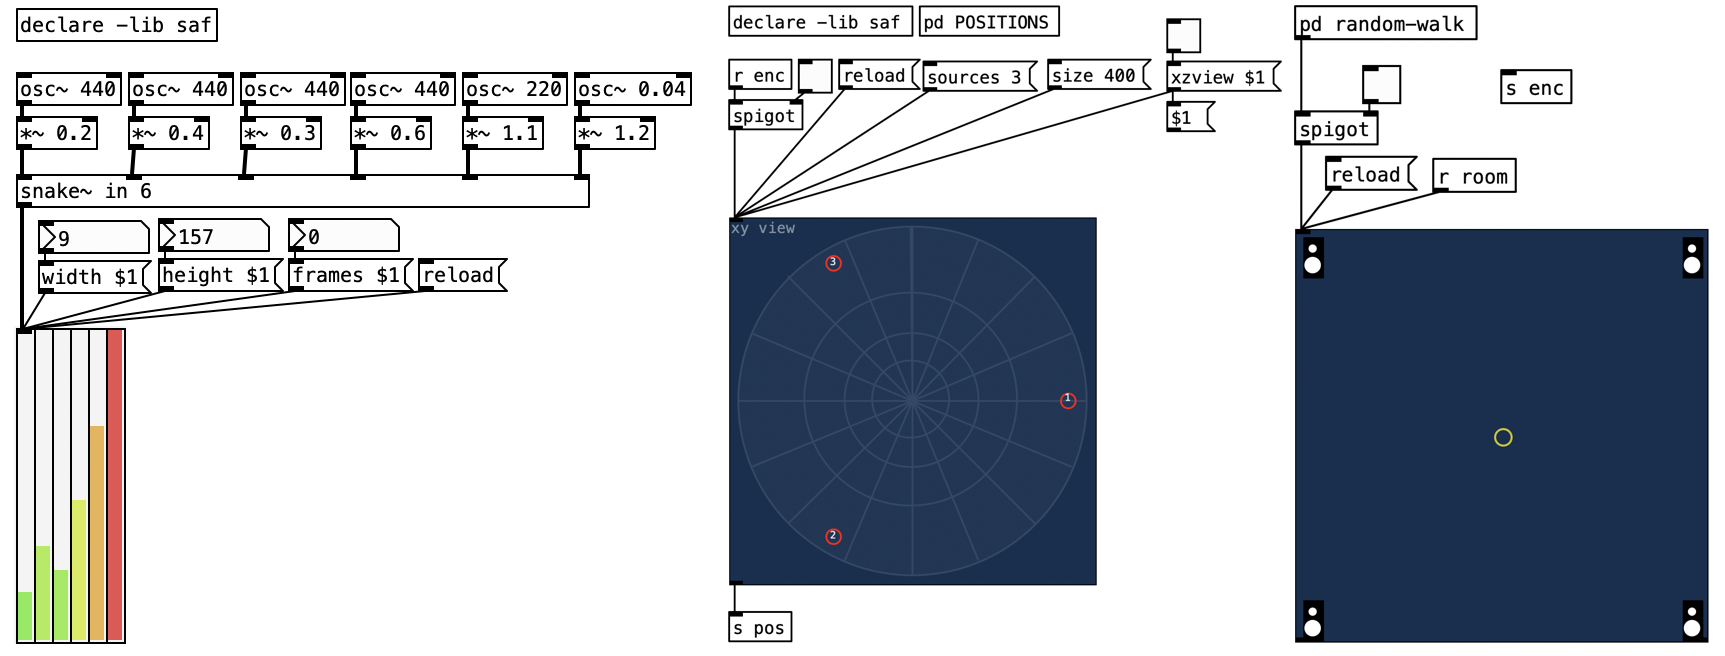 declare -lib saf
osc~ 440 osc~ 440 osc~ 440 osc~ 440 osc~ 220 osc~ 0.04
*~ 0.2 *~ 0.4 *~ 0.3 *~ 0.6 *~ 1.1 *~ 1.2
snake~ in 6
9 157 0
width $1 height $1 frames $1 reload
declare -lib saf pd POSITIONS
r enc reload sources 3 size 400 xzview $1
spigot $1
xy view
3
1
2
s pos
pd random-walk
s enc
spigot
reload r room